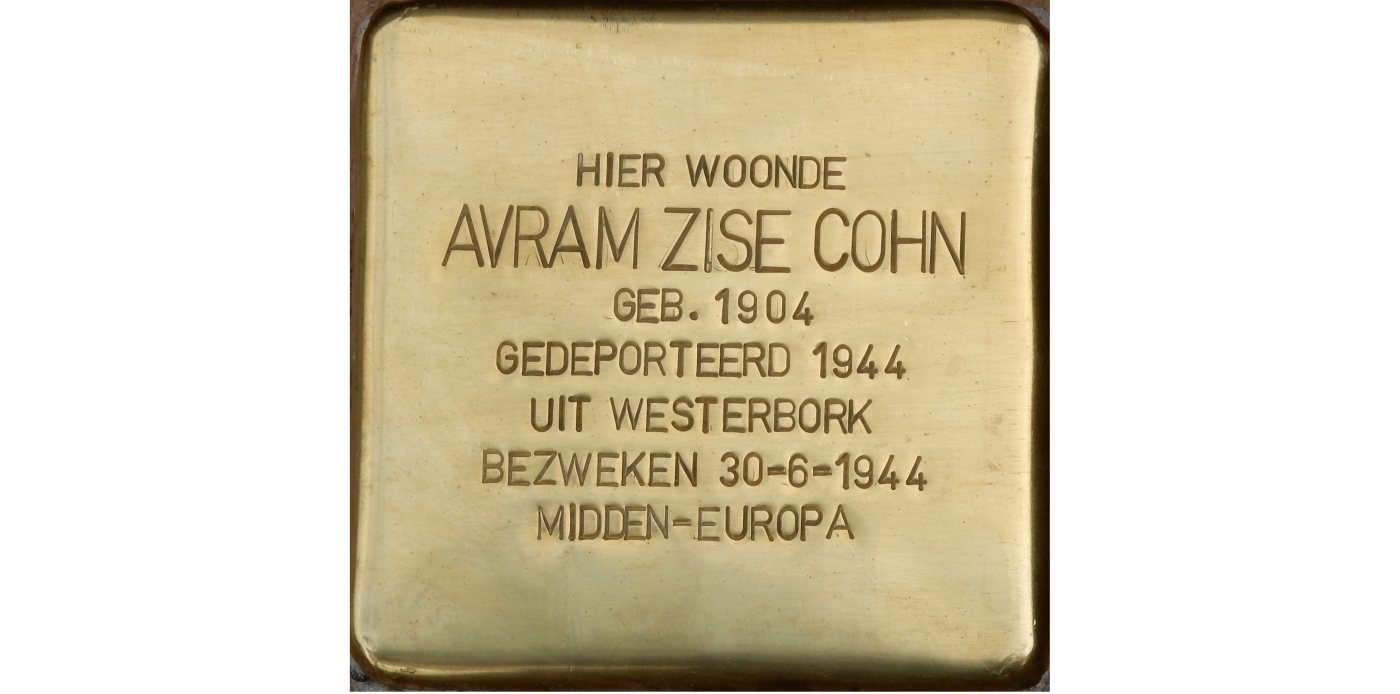 HIER WOONDE
AVRAM ZISE COHN
GEB. 1904
GEDEPORTEERD 1944
UIT WESTERBORK
BEZWEKEN 30-6-1944
MIDDEN-EUROPA